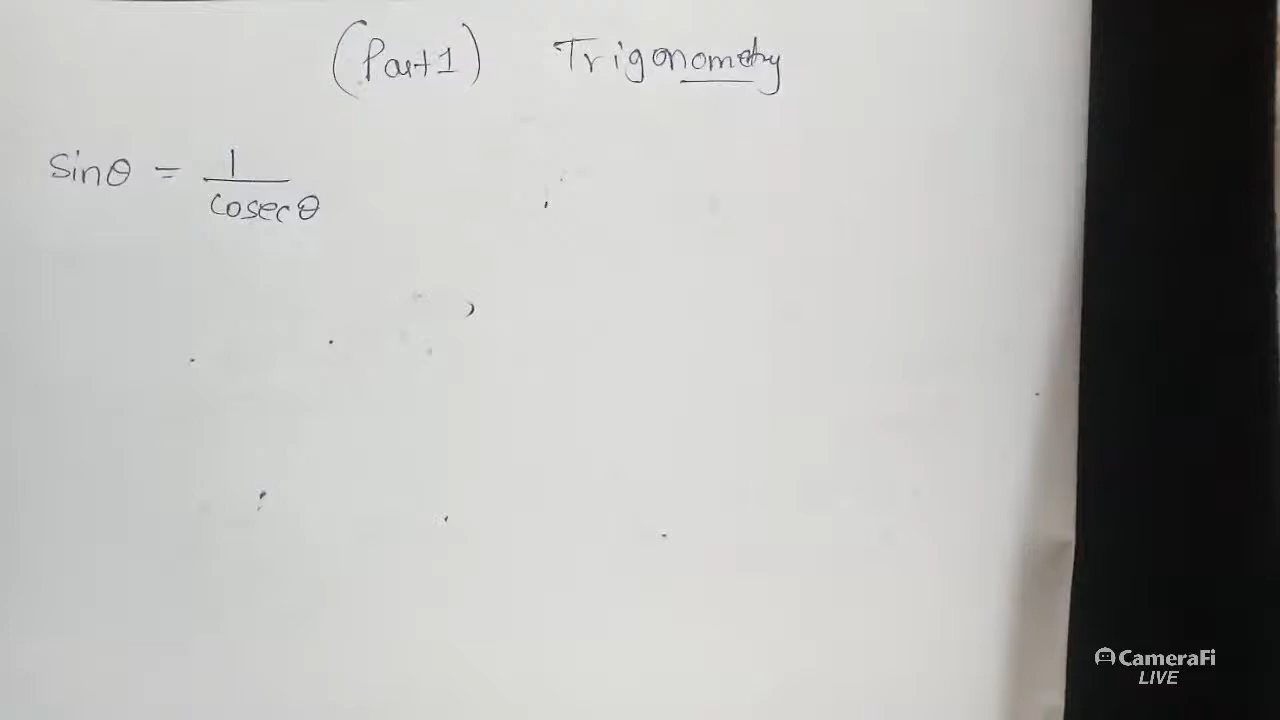 (Part 1) Trigonometry
sinθ = 1/cosecθ
CameraFi
LIVE